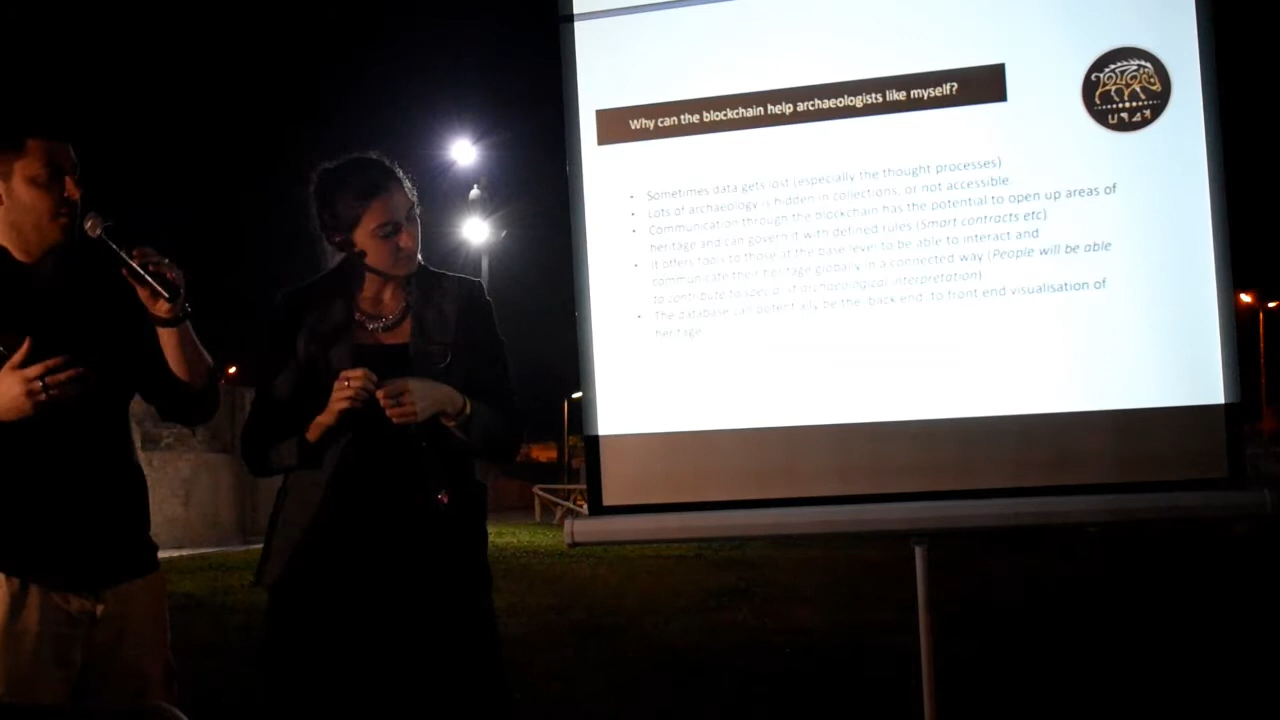 Why can the blockchain help archaeologists like myself?
• Sometimes data gets lost (especially the thought processes)
• Lots of archaeology is hidden in collections, or not accessible.
• Communication through the blockchain has the potential to open up areas of
heritage and can govern it with defined rules (Smart contracts etc)
• It offers tools to those at the base level to be able to interact and
communicate their heritage globally in a connected way (People will be able
to contribute to specialist archaeological interpretation)
• The database can potentially be the 'back end' to front end visualisation of
heritage